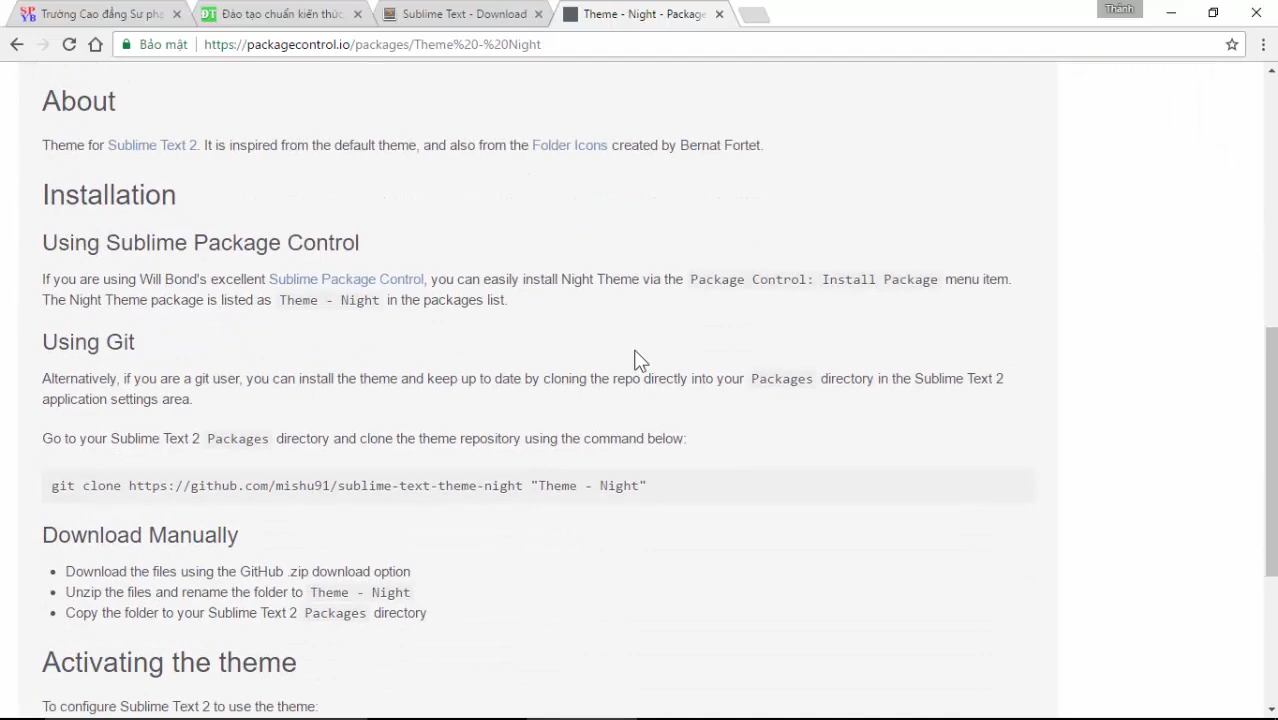 Trường Cao đẳng Sư phạ
Đào tạo chuẩn kiến thức
Sublime Text - Download
Theme - Night - Package
Thành
Bảo mật
https://packagecontrol.io/packages/Theme%20-%20Night
About
Theme for Sublime Text 2. It is inspired from the default theme, and also from the Folder Icons created by Bernat Fortet.
Installation
Using Sublime Package Control
If you are using Will Bond's excellent Sublime Package Control, you can easily install Night Theme via the Package Control: Install Package menu item.
The Night Theme package is listed as Theme - Night in the packages list.
Using Git
Alternatively, if you are a git user, you can install the theme and keep up to date by cloning the repo directly into your Packages directory in the Sublime Text 2
application settings area.
Go to your Sublime Text 2 Packages directory and clone the theme repository using the command below:
git clone https://github.com/mishu91/sublime-text-theme-night "Theme - Night"
Download Manually
• Download the files using the GitHub .zip download option
• Unzip the files and rename the folder to Theme - Night
• Copy the folder to your Sublime Text 2 Packages directory
Activating the theme
To configure Sublime Text 2 to use the theme: